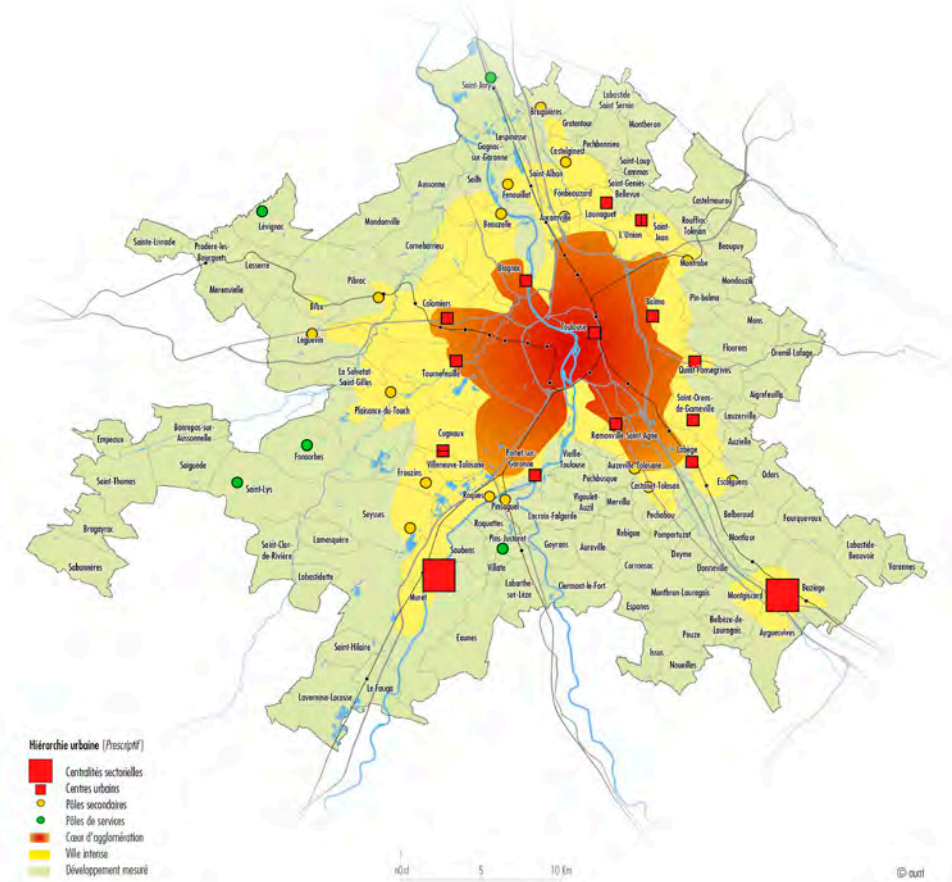 Saint-Jory
Bruguières
Labastide
Saint Sernin
Gratentour
Montberon
Lespinasse
Pechbonnieu
Gagnac-
sur-Garonne
Castelginest
Saint-Loup
Cammas
Saint-Alban
Seilh
Fenouillet
Fonbeauzard
Saint-Geniès-
Bellevue
Castelmaurou
Aussonne
Launaguet
Aucamville
Rouffiac
Tolosan
Beauzelle
L'Union
Saint-
Jean
Lévignac
Mondonville
Sainte-Livrade
Cornebarrieu
Beaupuy
Pradère-les-
Bourguets
Montrabe
Lasserre
Blagnac
Mondouzil
Merenvielle
Pibrac
Pin-balma
Colomiers
Balma
Brax
Mons
Toulouse
Léguevin
Flourens
Dremil-Lafage
Tournefeuille
Quint-Fonsegrives
La Salvetat-
Saint-Gilles
Aigrefeuille
Saint-Orens
de-Gameville
Plaisance-du-Touch
Lauzerville
Bonrepos-sur
Aussonnelle
Cugnaux
Ramonville-Saint-Agne
Auzielle
Empeaux
Fonsorbes
Portet-sur-
Garonne
Vieille-
Toulouse
Labège
Saiguède
Villeneuve-Tolosane
Auzeville-Tolosane
Saint-Thomas
Frouzins
Pechbusque
Escalquens
Odars
Saint-Lys
Castanet-Tolosan
Roques
Pinsaguel
Vigoulet-
Auzil
Merville
Bragayrac
Seysses
Lacroix-Falgarde
Pechabou
Belberaud
Fourquevaux
Roquettes
Rebigue
Pompertuzat
Montlaur
Saint-Clar-
de-Rivière
Lamasquère
Pins-Justaret
Goyrans
Aureville
Labastide-
Beauvoir
Sabonnères
Saubens
Deyme
Varennes
Labastidette
Villate
Corronsac
Donneville
Labarthe-
sur-Lèze
Clermont-le-Fort
Montbrun-Lauragais
Montgiscard
Baziège
Muret
Espanes
Belbèze-de-
Lauragais
Pouze
Ayguesvives
Eaunes
Saint-Hilaire
Issus
Noueilles
Le Fauga
Lavernose-Lacasse
Hiérarchie urbaine (Prescriptif)
Centralités sectorielles
Centres urbains
Pôles secondaires
Pôles de services
Cœur d'agglomération
Ville intense
Développement mesuré
5
10 Km
© auat